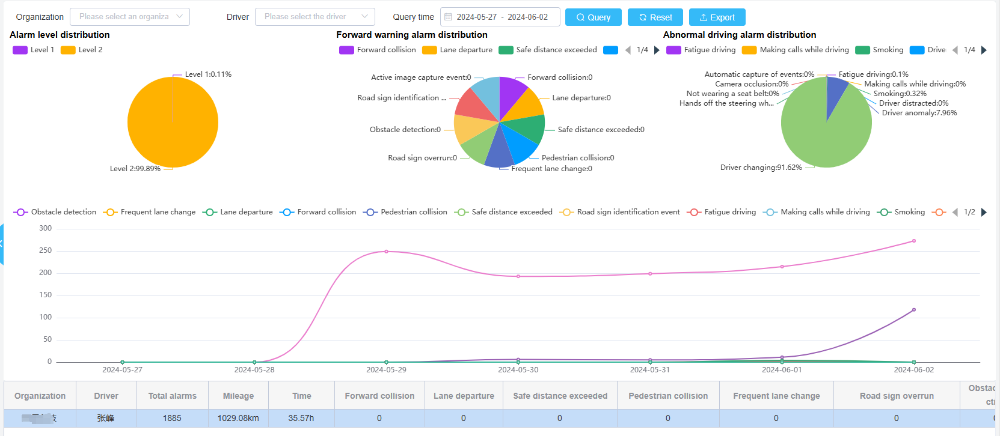 Organization Please select an organiza Driver Please select the driver Query time 2024-05-27 - 2024-06-02 Query Reset Export
Alarm level distribution
Level 1 Level 2
Level 1:0.11%
Level 2:99.89%
Forward warning alarm distribution
Forward collision Lane departure Safe distance exceeded 1/4
Active image capture event:0 Forward collision:0
Road sign identification ... Lane departure:0
Obstacle detection:0 Safe distance exceeded:0
Road sign overrun:0 Pedestrian collision:0
Frequent lane change:0
Abnormal driving alarm distribution
Fatigue driving Making calls while driving Smoking Drive 1/4
Automatic capture of events:0% Fatigue driving:0.1%
Camera occlusion:0% Making calls while driving:0%
Not wearing a seat belt:0% Smoking:0.32%
Hands off the steering wh... Driver distracted:0%
Driver anomaly:7.96%
Driver changing:91.62%
Obstacle detection Frequent lane change Lane departure Forward collision Pedestrian collision Safe distance exceeded Road sign identification event Fatigue driving Making calls while driving Smoking 1/2
300
250
200
150
100
50
0
2024-05-27 2024-05-28 2024-05-29 2024-05-30 2024-05-31 2024-06-01 2024-06-02
Organization Driver Total alarms Mileage Time Forward collision Lane departure Safe distance exceeded Pedestrian collision Frequent lane change Road sign overrun Obstac
cti
张峰 1885 1029.08km 35.57h 0 0 0 0 0 0